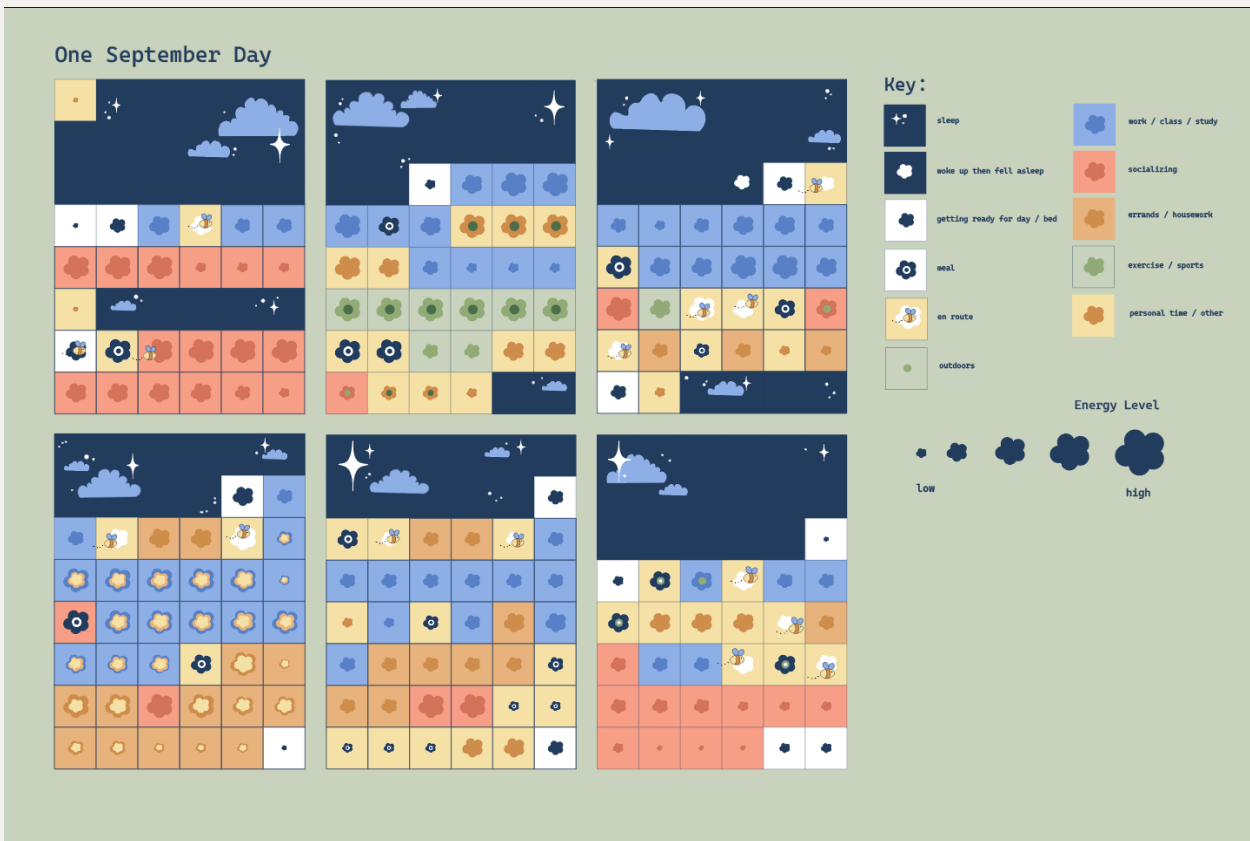 One September Day
Key:
sleep
woke up then fell asleep
getting ready for day / bed
meal
en route
outdoors
work / class / study
socializing
errands / housework
exercise / sports
personal time / other
Energy Level
low
high